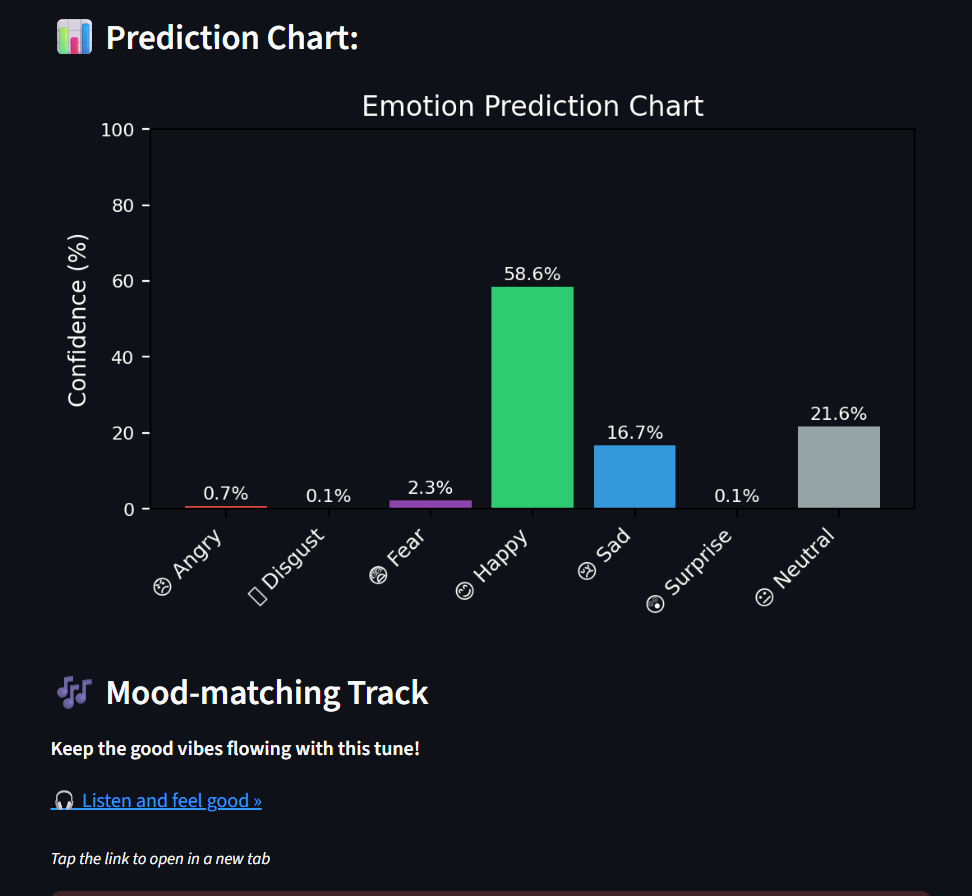 📊 Prediction Chart:
Emotion Prediction Chart
Confidence (%)
100
80
60
40
20
0
0.7%
0.1%
2.3%
58.6%
16.7%
0.1%
21.6%
😠 Angry
▯ Disgust
😨 Fear
😊 Happy
😢 Sad
😲 Surprise
😐 Neutral
🎶 Mood-matching Track
Keep the good vibes flowing with this tune!
🎧 Listen and feel good »
Tap the link to open in a new tab